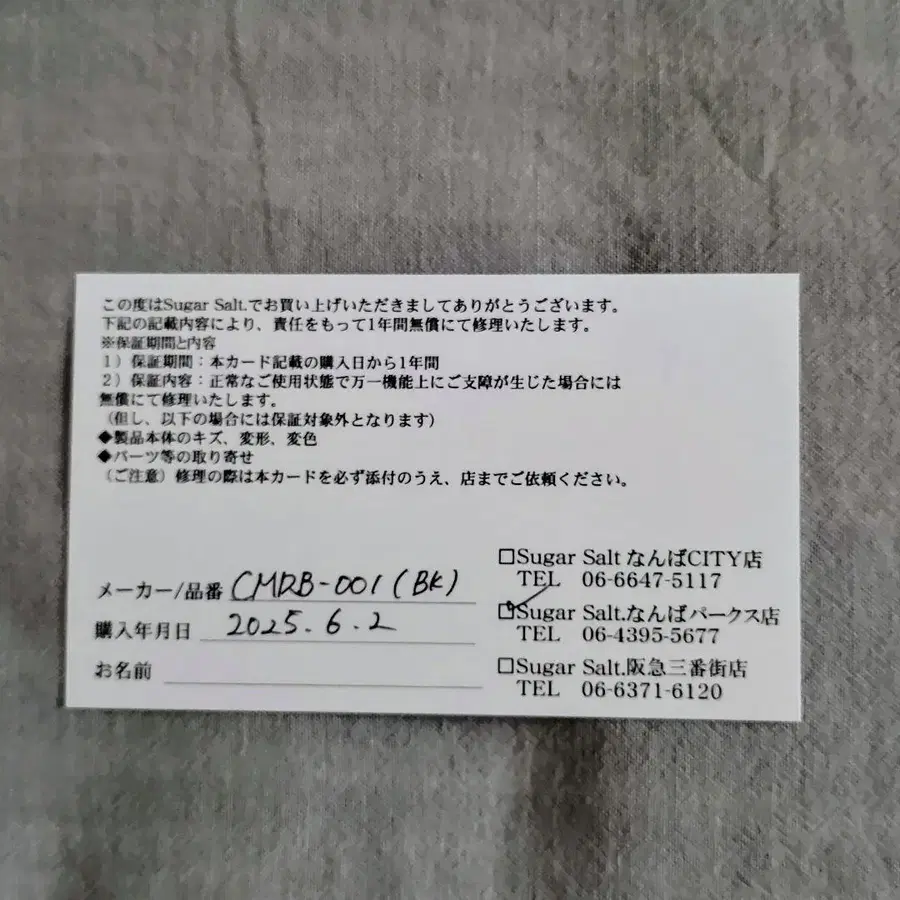 この度はSugar Salt.でお買い上げいただきましてありがとうございます。
下記の記載内容により、責任をもって1年間無償にて修理いたします。
※保証期間と内容
1）保証期間：本カード記載の購入日から1年間
2）保証内容：正常なご使用状態で万一機能上にご支障が生じた場合には
無償にて修理いたします。
（但し、以下の場合には保証対象外となります）
◆製品本体のキズ、変形、変色
◆パーツ等の取り寄せ
（ご注意）修理の際は本カードを必ず添付のうえ、店までご依頼ください。
メーカー/品番 CMRB-001（BK）
購入年月日 2025.6.2
お名前
□Sugar Salt なんばCITY店
TEL 06-6647-5117
□Sugar Salt.なんばパークス店
TEL 06-4395-5677
□Sugar Salt.阪急三番街店
TEL 06-6371-6120